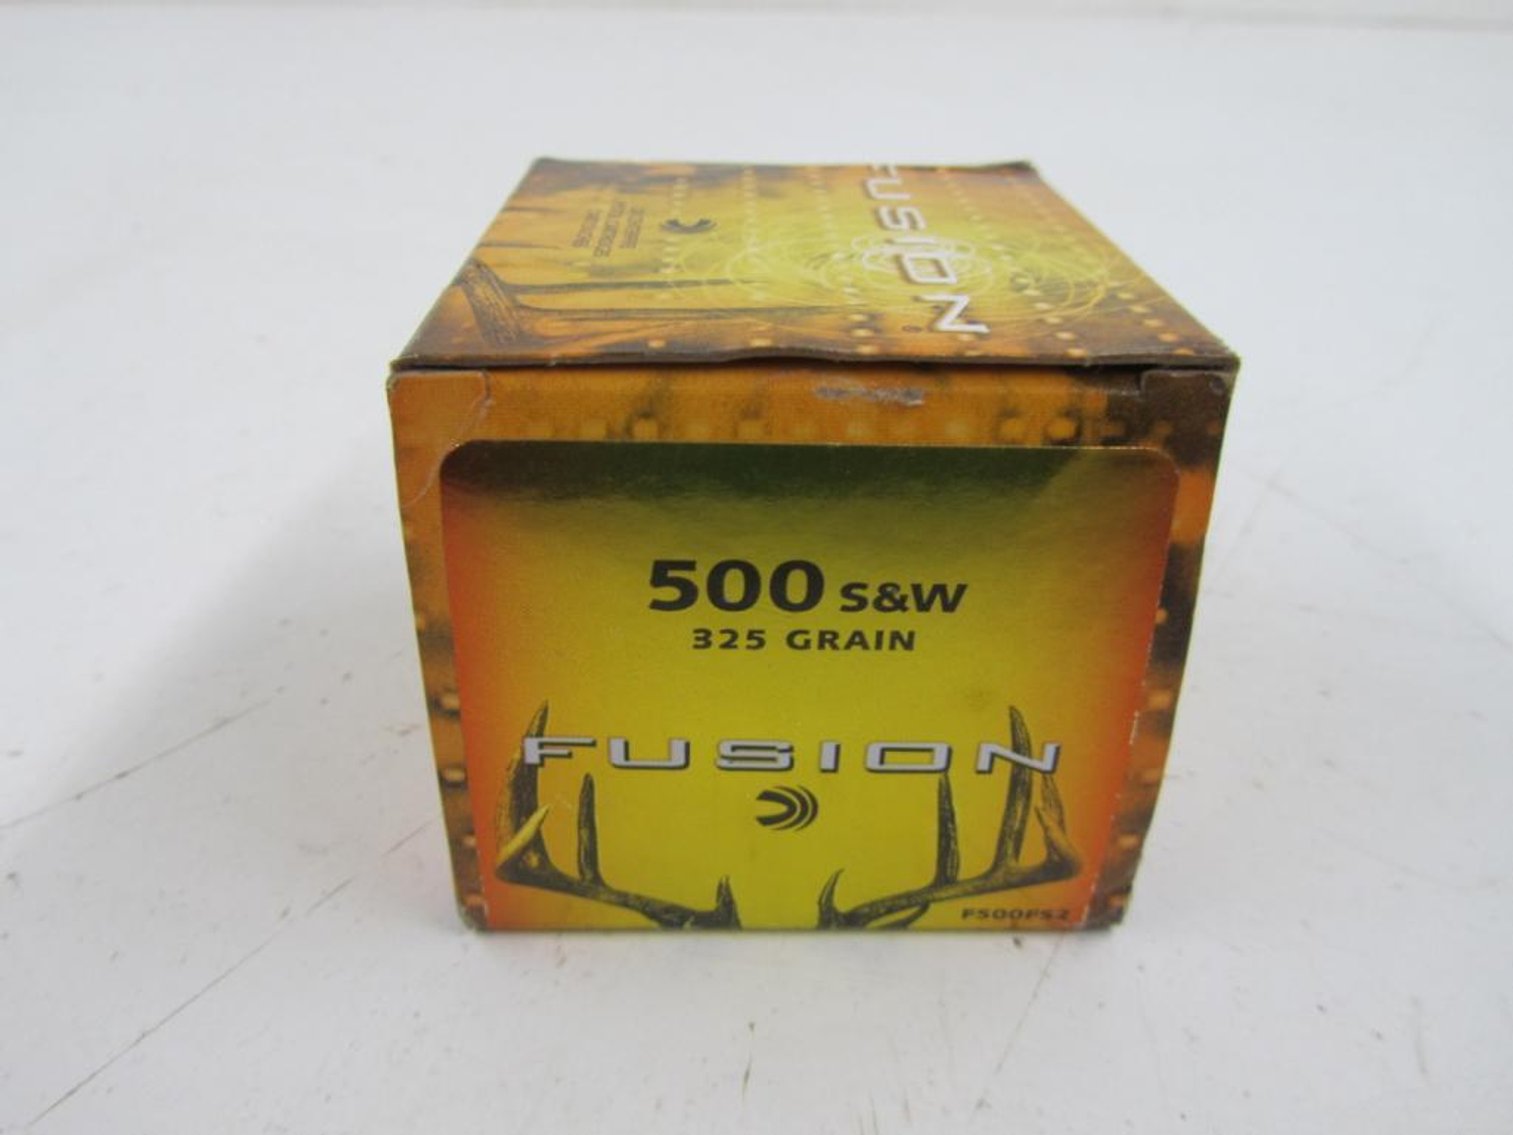 FUSION
500 S&W
325 GRAIN
FUSION
F500FS2